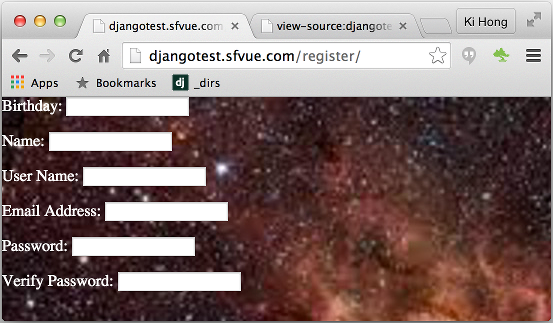 djangotest.sfvue.com
view-source:djangote
Ki Hong
djangotest.sfvue.com/register/
Apps
Bookmarks
dj
_dirs
Birthday:
Name:
User Name:
Email Address:
Password:
Verify Password: